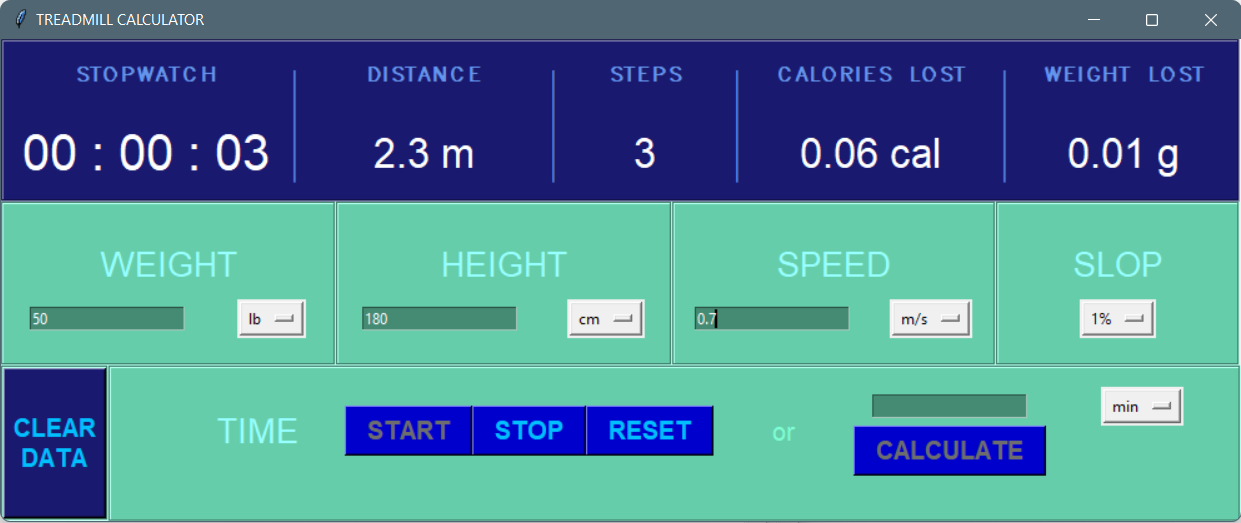 TREADMILL CALCULATOR
STOPWATCH DISTANCE STEPS CALORIES LOST WEIGHT LOST
00 : 00 : 03 2.3 m 3 0.06 cal 0.01 g
WEIGHT HEIGHT SPEED SLOP
50 lb 180 cm 0.7 m/s 1%
CLEAR DATA
TIME START STOP RESET or min
CALCULATE